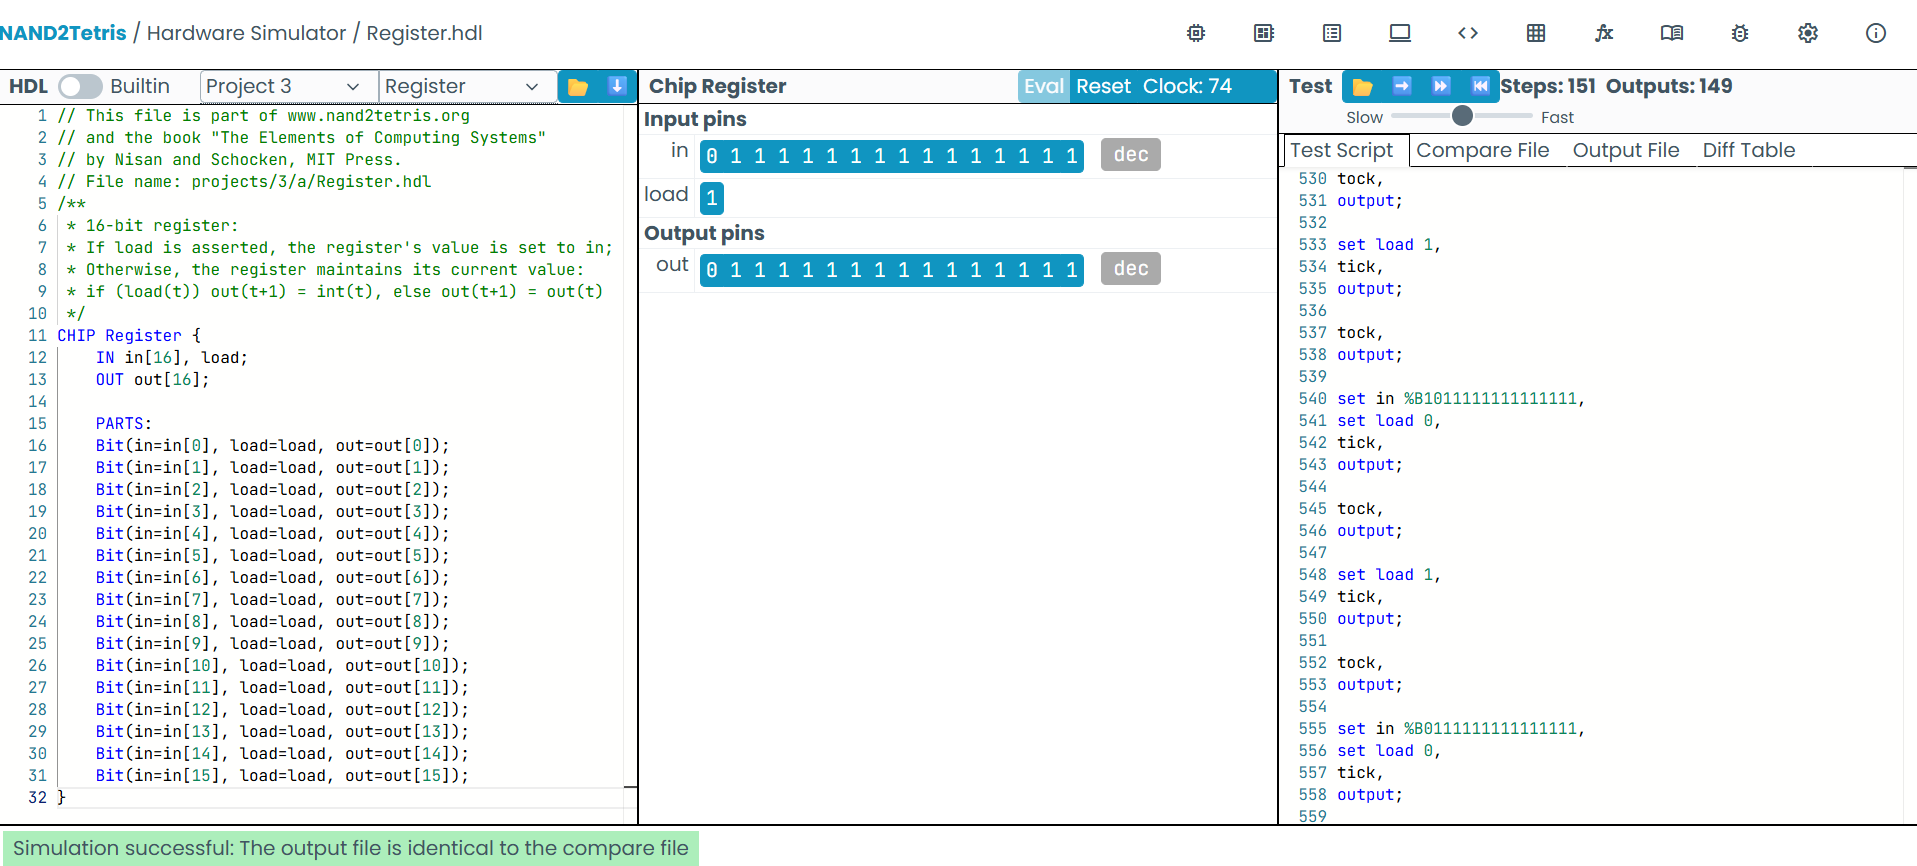 NAND2Tetris / Hardware Simulator / Register.hdl
HDL Builtin Project 3 Register
1 // This file is part of www.nand2tetris.org
2 // and the book "The Elements of Computing Systems"
3 // by Nisan and Schocken, MIT Press.
4 // File name: projects/3/a/Register.hdl
5 /**
6 * 16-bit register:
7 * If load is asserted, the register's value is set to in;
8 * Otherwise, the register maintains its current value:
9 * if (load(t)) out(t+1) = int(t), else out(t+1) = out(t)
10 */
11 CHIP Register {
12 IN in[16], load;
13 OUT out[16];
14
15 PARTS:
16 Bit(in=in[0], load=load, out=out[0]);
17 Bit(in=in[1], load=load, out=out[1]);
18 Bit(in=in[2], load=load, out=out[2]);
19 Bit(in=in[3], load=load, out=out[3]);
20 Bit(in=in[4], load=load, out=out[4]);
21 Bit(in=in[5], load=load, out=out[5]);
22 Bit(in=in[6], load=load, out=out[6]);
23 Bit(in=in[7], load=load, out=out[7]);
24 Bit(in=in[8], load=load, out=out[8]);
25 Bit(in=in[9], load=load, out=out[9]);
26 Bit(in=in[10], load=load, out=out[10]);
27 Bit(in=in[11], load=load, out=out[11]);
28 Bit(in=in[12], load=load, out=out[12]);
29 Bit(in=in[13], load=load, out=out[13]);
30 Bit(in=in[14], load=load, out=out[14]);
31 Bit(in=in[15], load=load, out=out[15]);
32 }
Chip Register Eval Reset Clock: 74
Input pins
in 0 1 1 1 1 1 1 1 1 1 1 1 1 1 1 1 dec
load 1
Output pins
out 0 1 1 1 1 1 1 1 1 1 1 1 1 1 1 1 dec
Test Steps: 151 Outputs: 149
Slow Fast
Test Script Compare File Output File Diff Table
530 tock,
531 output;
532
533 set load 1,
534 tick,
535 output;
536
537 tock,
538 output;
539
540 set in %B1011111111111111,
541 set load 0,
542 tick,
543 output;
544
545 tock,
546 output;
547
548 set load 1,
549 tick,
550 output;
551
552 tock,
553 output;
554
555 set in %B0111111111111111,
556 set load 0,
557 tick,
558 output;
559
Simulation successful: The output file is identical to the compare file